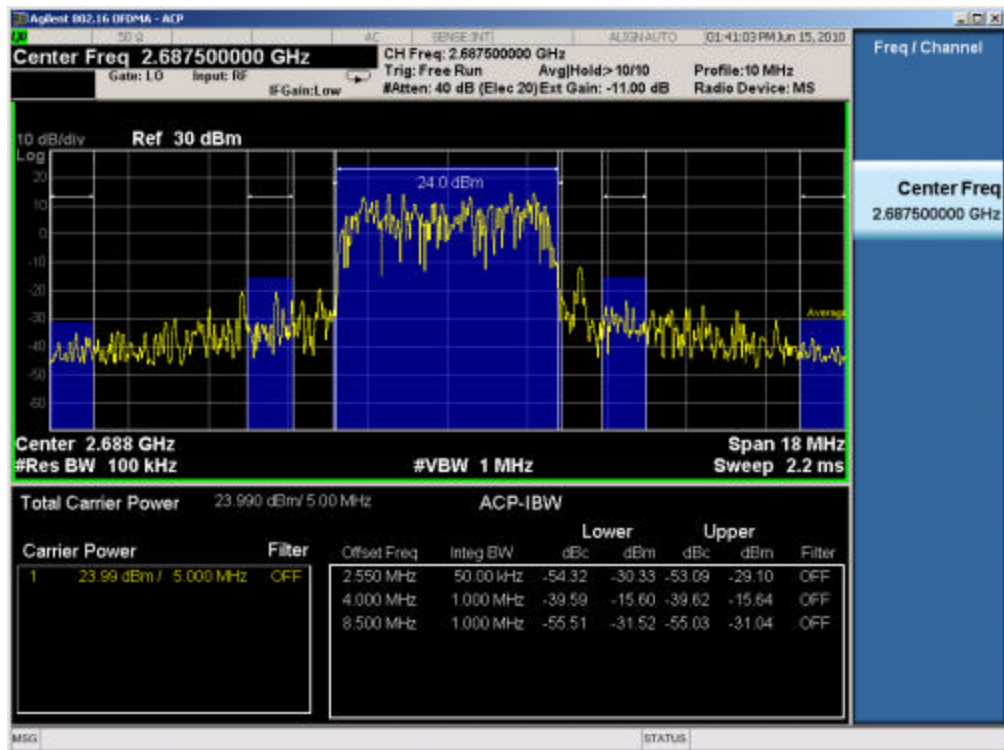 Agilent 802.16 OFDMA - ACP
50 Ω AC SENSE:INT ALIGN AUTO 01:41:03 PM Jun 15, 2010
Center Freq 2.687500000 GHz
Gate: LO Input: RF
IFGain:Low
CH Freq: 2.687500000 GHz
Trig: Free Run Avg|Hold:> 10/10 Profile:10 MHz
#Atten: 40 dB (Elec 20) Ext Gain: -11.00 dB Radio Device: MS
Freq / Channel
Center Freq
2.687500000 GHz
10 dB/div Ref 30 dBm
Log
24.0 dBm
20
10
0
-10
-20
-30
-40
-50
-60
Average
Center 2.688 GHz Span 18 MHz
#Res BW 100 kHz #VBW 1 MHz Sweep 2.2 ms
Total Carrier Power 23.990 dBm/ 5.00 MHz ACP-IBW
Lower Upper
Carrier Power Filter Offset Freq Integ BW dBc dBm dBc dBm Filter
1 23.99 dBm / 5.000 MHz OFF 2.550 MHz 50.00 kHz -54.32 -30.33 -53.09 -29.10 OFF
4.000 MHz 1.000 MHz -39.59 -15.60 -39.62 -15.64 OFF
8.500 MHz 1.000 MHz -55.51 -31.52 -55.03 -31.04 OFF
MSG STATUS